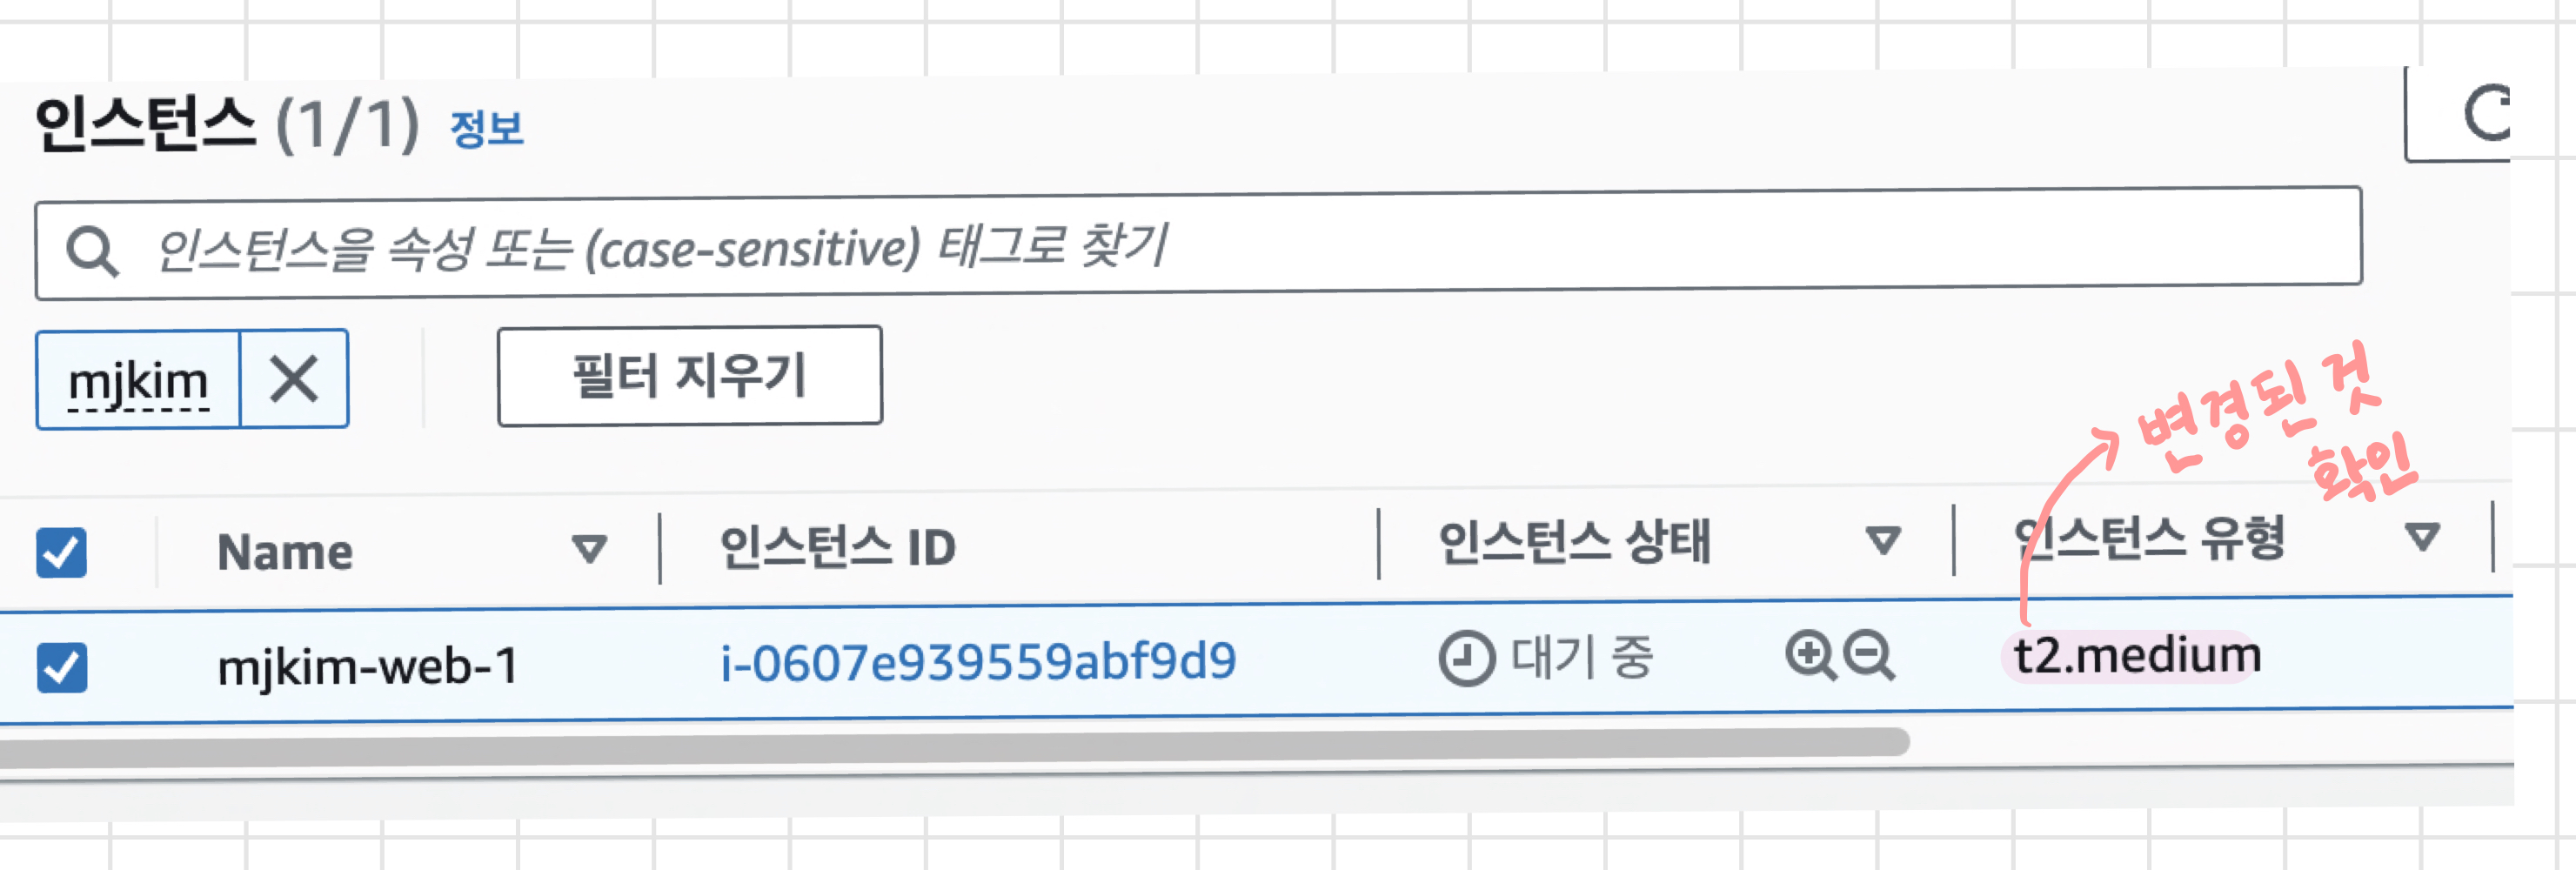 인스턴스 (1/1) 정보
인스턴스을 속성 또는 (case-sensitive) 태그로 찾기
mjkim
필터 지우기
변경된 것
확인
Name 인스턴스 ID 인스턴스 상태 인스턴스 유형
mjkim-web-1 i-0607e939559abf9d9 대기 중 t2.medium